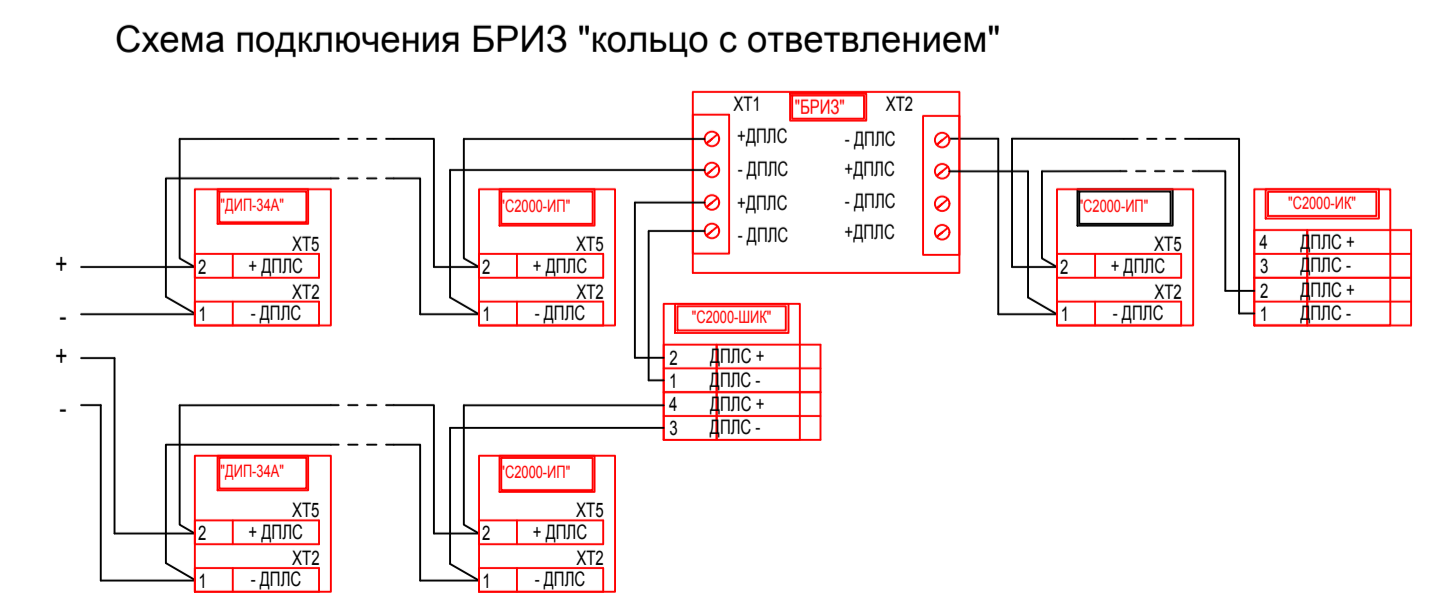 Схема подключения БРИЗ "кольцо с ответвлением"
XT1 "БРИЗ" XT2
+ДПЛС - ДПЛС
- ДПЛС +ДПЛС
+ДПЛС - ДПЛС
- ДПЛС +ДПЛС
"ДИП-34А"
XT5
2 + ДПЛС
XT2
1 - ДПЛС
"С2000-ИП"
XT5
2 + ДПЛС
XT2
1 - ДПЛС
"С2000-ИП"
XT5
2 + ДПЛС
XT2
1 - ДПЛС
"С2000-ИК"
4 ДПЛС +
3 ДПЛС -
2 ДПЛС +
1 ДПЛС -
+
-
+
-
"С2000-ШИК"
2 ДПЛС +
1 ДПЛС -
4 ДПЛС +
3 ДПЛС -
"ДИП-34А"
XT5
2 + ДПЛС
XT2
1 - ДПЛС
"С2000-ИП"
XT5
2 + ДПЛС
XT2
1 - ДПЛС